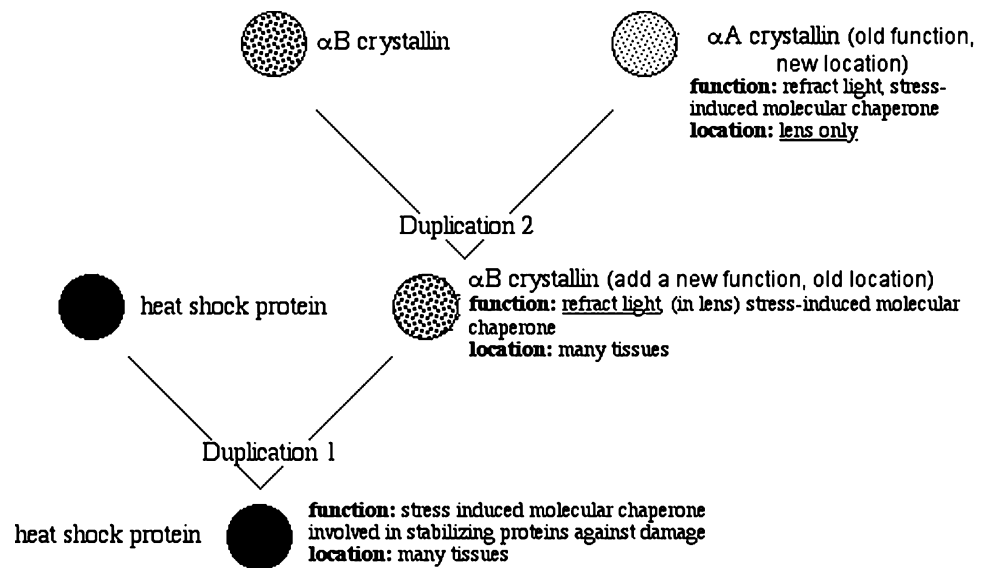 αB crystallin
αA crystallin (old function,
new location)
function: refract light, stress-
induced molecular chaperone
location: lens only
Duplication 2
αB crystallin (add a new function, old location)
function: refract light, (in lens) stress-induced molecular
chaperone
location: many tissues
heat shock protein
Duplication 1
heat shock protein
function: stress induced molecular chaperone
involved in stabilizing proteins against damage
location: many tissues